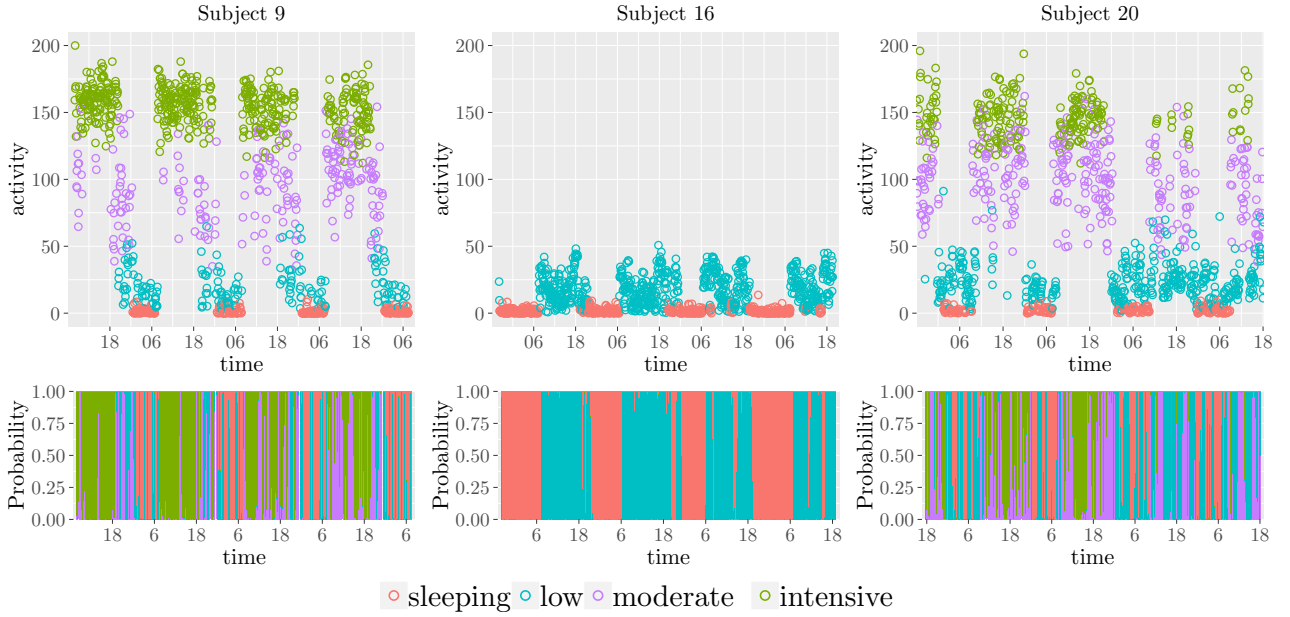 Subject 9
Subject 16
Subject 20
activity
200
150
100
50
0
18 06 18 06 18 06 18 06
time
activity
200
150
100
50
0
06 18 06 18 06 18 06 18
time
activity
200
150
100
50
0
06 18 06 18 06 18 06 18
time
Probability
1.00
0.75
0.50
0.25
0.00
18 6 18 6 18 6 18 6
time
Probability
1.00
0.75
0.50
0.25
0.00
6 18 6 18 6 18 6 18
time
Probability
1.00
0.75
0.50
0.25
0.00
18 6 18 6 18 6 18 6 18
time
sleeping low moderate intensive